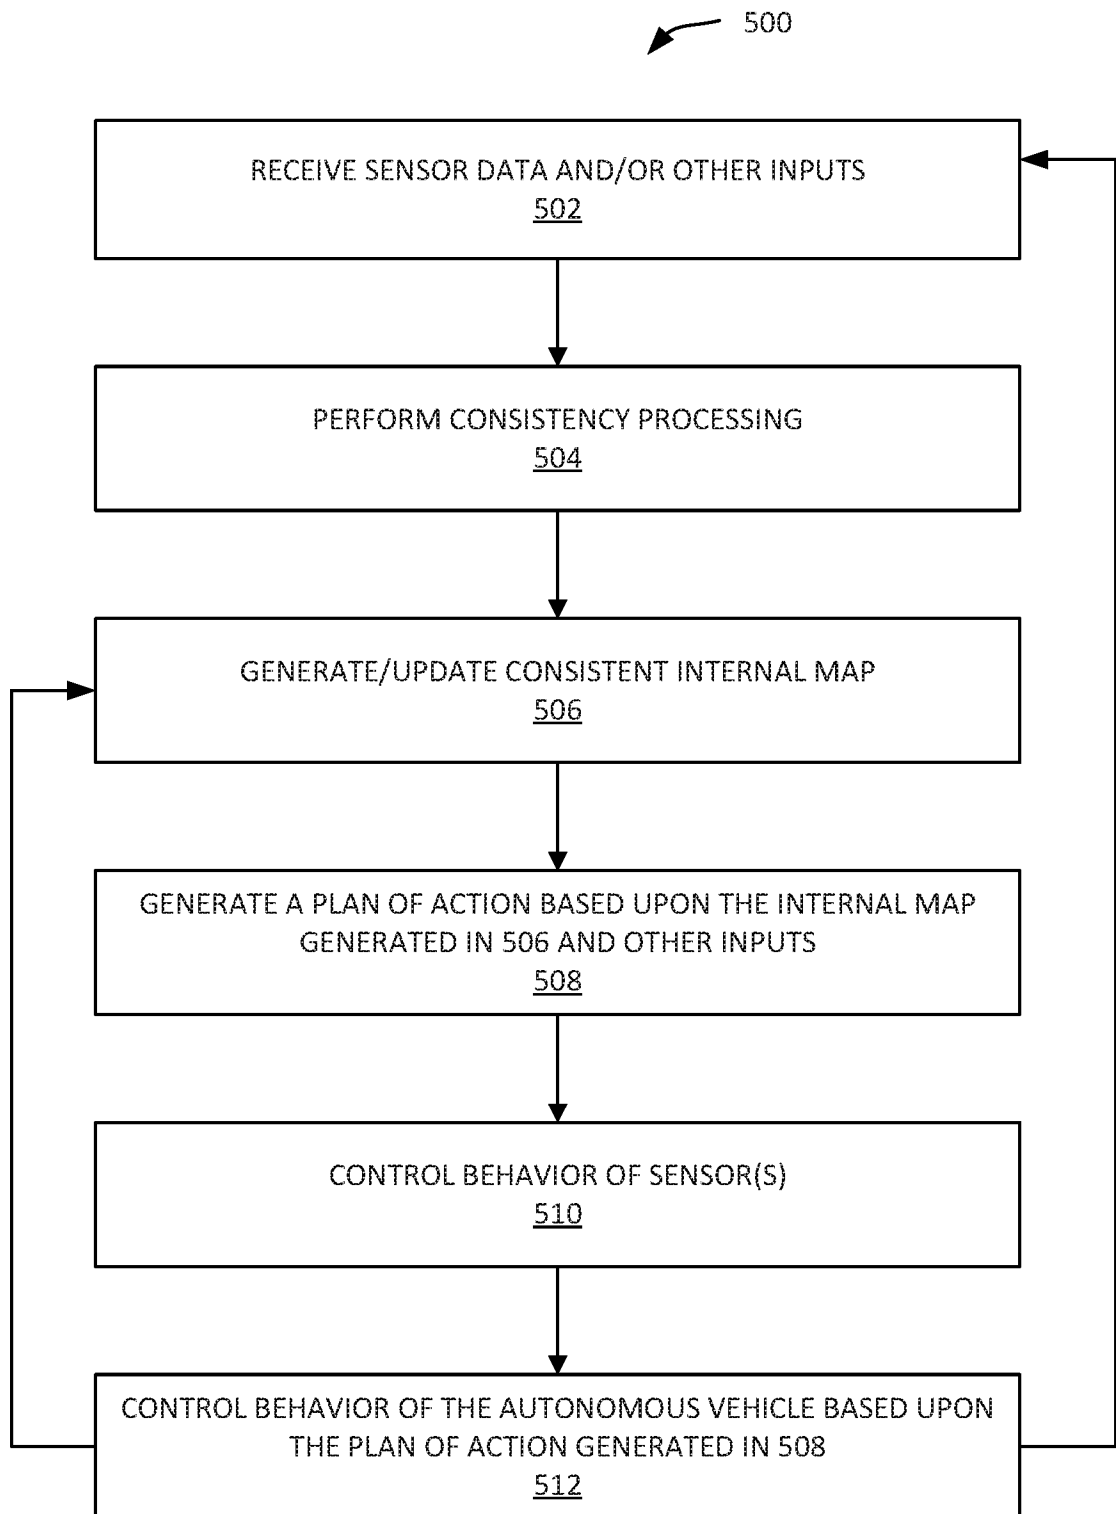 500
RECEIVE SENSOR DATA AND/OR OTHER INPUTS
502
PERFORM CONSISTENCY PROCESSING
504
GENERATE/UPDATE CONSISTENT INTERNAL MAP
506
GENERATE A PLAN OF ACTION BASED UPON THE INTERNAL MAP
GENERATED IN 506 AND OTHER INPUTS
508
CONTROL BEHAVIOR OF SENSOR(S)
510
CONTROL BEHAVIOR OF THE AUTONOMOUS VEHICLE BASED UPON
THE PLAN OF ACTION GENERATED IN 508
512